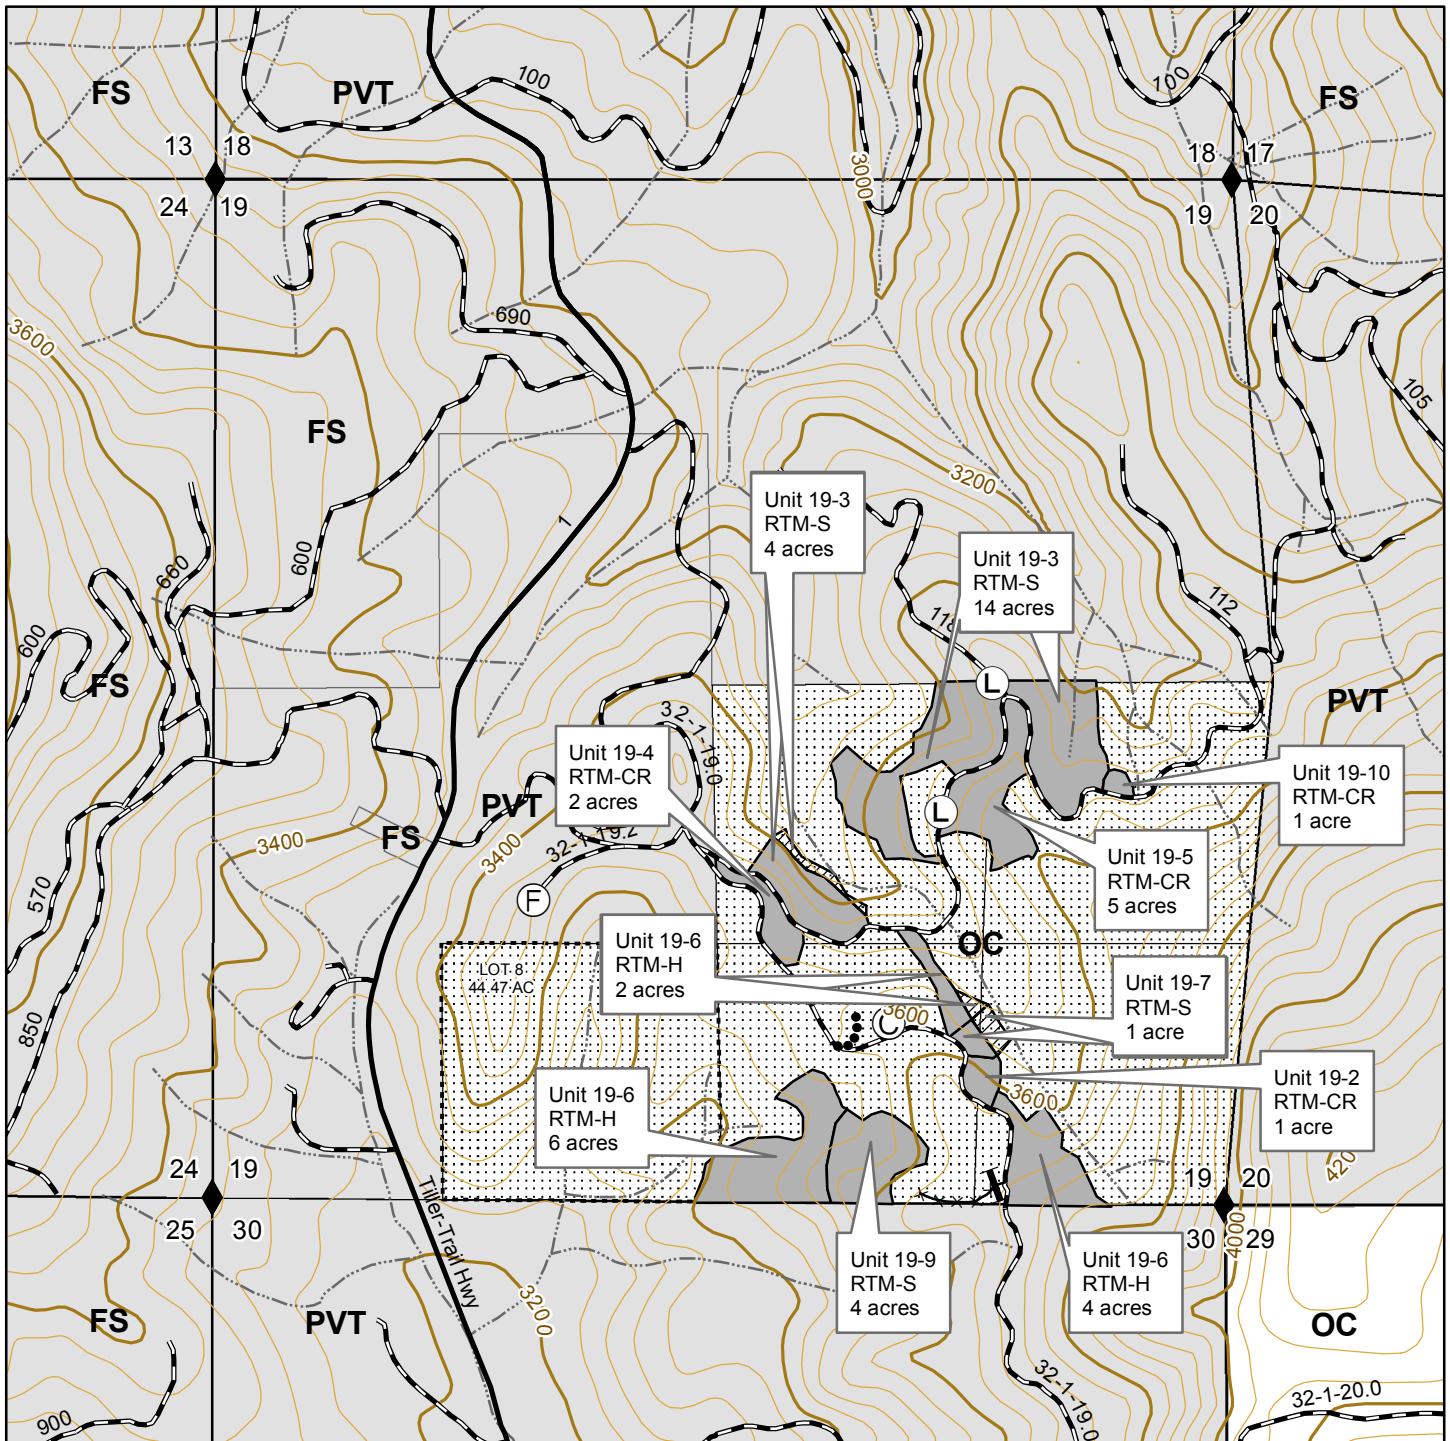 FS
PVT
100
100
FS
13 18
18 17
3000
24 19
19 20
690
3600
105
FS
3200
1
Unit 19-3
RTM-S
4 acres
Unit 19-3
RTM-S
14 acres
600
660
112
118
600
FS
PVT
32-1-19.0
Unit 19-4
RTM-CR
2 acres
L
Unit 19-10
RTM-CR
1 acre
PVT
L
FS
3400
32-1-19.2
3400
Unit 19-5
RTM-CR
5 acres
570
F
Unit 19-6
RTM-H
2 acres
OC
LOT 8
44.47 AC
Unit 19-7
RTM-S
1 acre
3600
C
850
Unit 19-6
RTM-H
6 acres
3600
Unit 19-2
RTM-CR
1 acre
24 19
19 20
420
Tiller-Trail Hwy
25 30
30 29
4000
Unit 19-9
RTM-S
4 acres
Unit 19-6
RTM-H
4 acres
3200
FS
PVT
OC
32-1-19.0
32-1-20.0
900